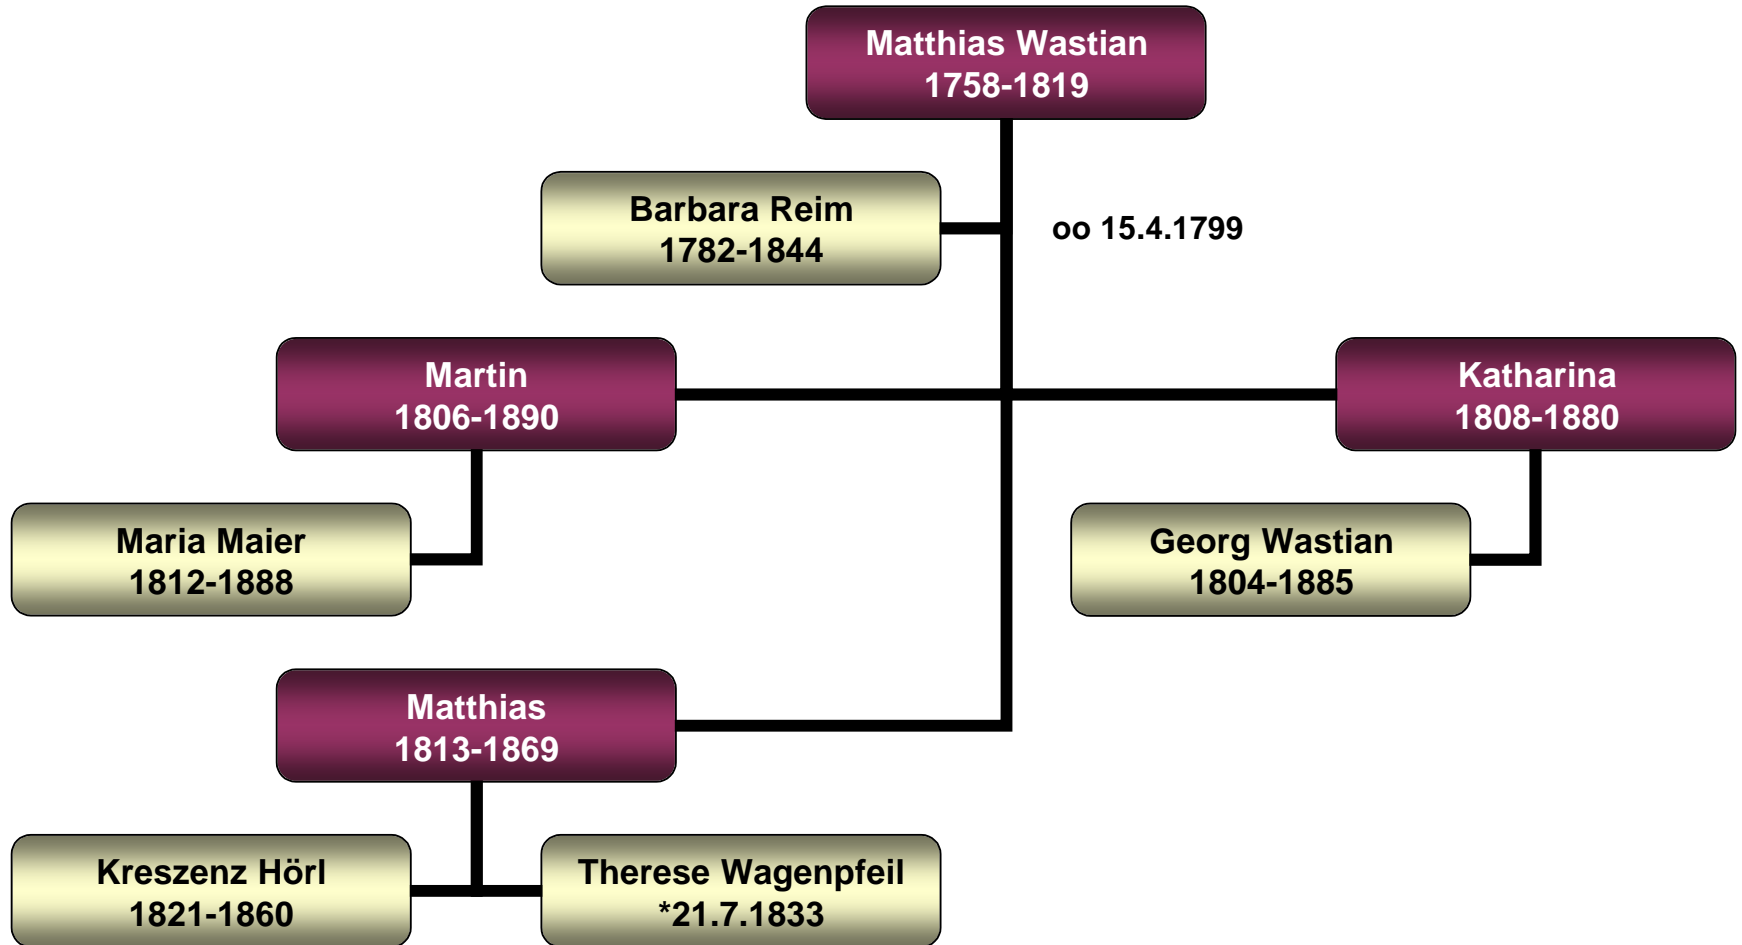 Matthias Wastian
1758-1819
Barbara Reim
1782-1844
oo 15.4.1799
Martin
1806-1890
Katharina
1808-1880
Maria Maier
1812-1888
Georg Wastian
1804-1885
Matthias
1813-1869
Kreszenz Hörl
1821-1860
Therese Wagenpfeil
*21.7.1833